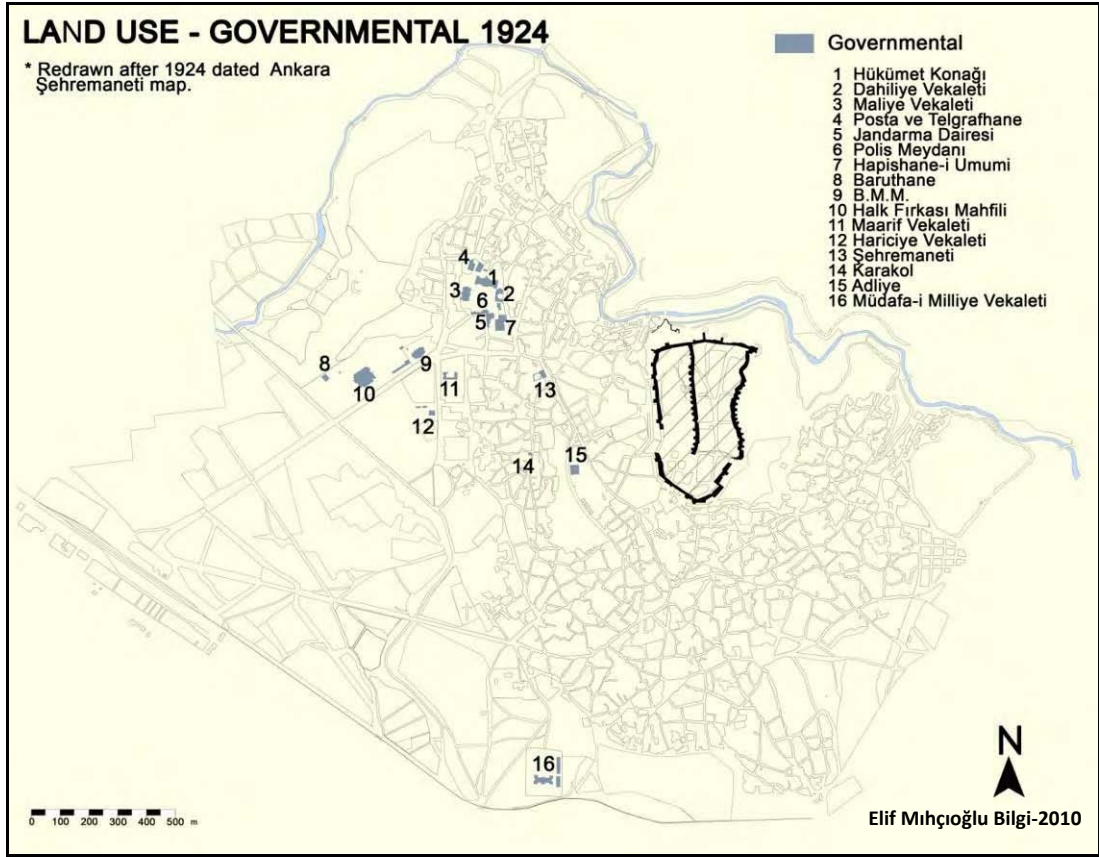 LAND USE - GOVERNMENTAL 1924
* Redrawn after 1924 dated Ankara
Şehremaneti map.
Governmental
1 Hükümet Konağı
2 Dahiliye Vekaleti
3 Maliye Vekaleti
4 Posta ve Telgrafhane
5 Jandarma Dairesi
6 Polis Meydanı
7 Hapishane-i Umumi
8 Baruthane
9 B.M.M.
10 Halk Fırkası Mahfili
11 Maarif Vekaleti
12 Hariciye Vekaleti
13 Şehremaneti
14 Karakol
15 Adliye
16 Müdafa-i Milliye Vekaleti
4
1
3
2
6
5
7
9
8
10
11
13
12
14
15
16
N
0 100 200 300 400 500 m
Elif Mıhçıoğlu Bilgi-2010